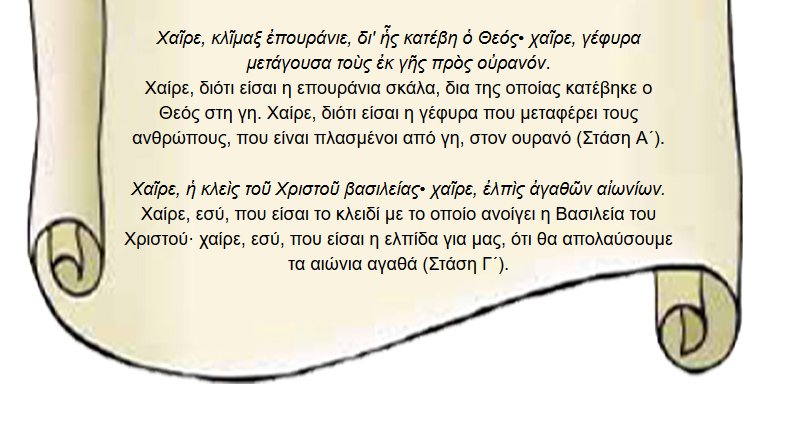 Χαῖρε, κλῖμαξ ἐπουράνιε, δι' ἧς κατέβη ὁ Θεός• χαῖρε, γέφυρα
μετάγουσα τοὺς ἐκ γῆς πρὸς οὐρανόν.
Χαίρε, διότι είσαι η επουράνια σκάλα, δια της οποίας κατέβηκε ο
Θεός στη γη. Χαίρε, διότι είσαι η γέφυρα που μεταφέρει τους
ανθρώπους, που είναι πλασμένοι από γη, στον ουρανό (Στάση Α΄).
Χαῖρε, ἡ κλεὶς τοῦ Χριστοῦ βασιλείας• χαῖρε, ἐλπὶς ἀγαθῶν αἰωνίων.
Χαίρε, εσύ, που είσαι το κλειδί με το οποίο ανοίγει η Βασιλεία του
Χριστού· χαίρε, εσύ, που είσαι η ελπίδα για μας, ότι θα απολαύσουμε
τα αιώνια αγαθά (Στάση Γ΄).